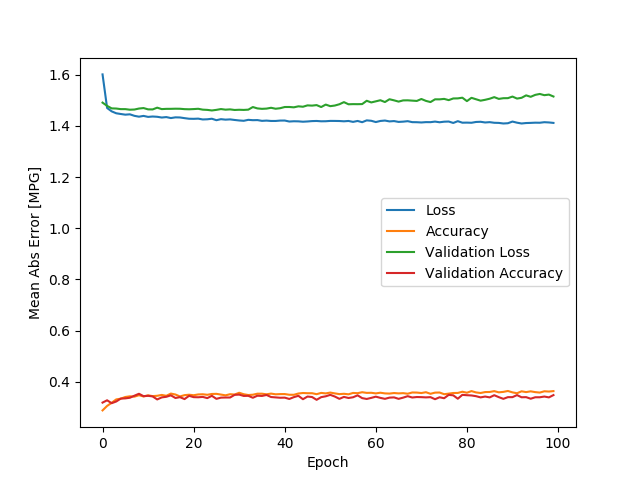 1.6
1.4
1.2
1.0
0.8
0.6
0.4
Mean Abs Error [MPG]
Loss
Accuracy
Validation Loss
Validation Accuracy
0 20 40 60 80 100
Epoch